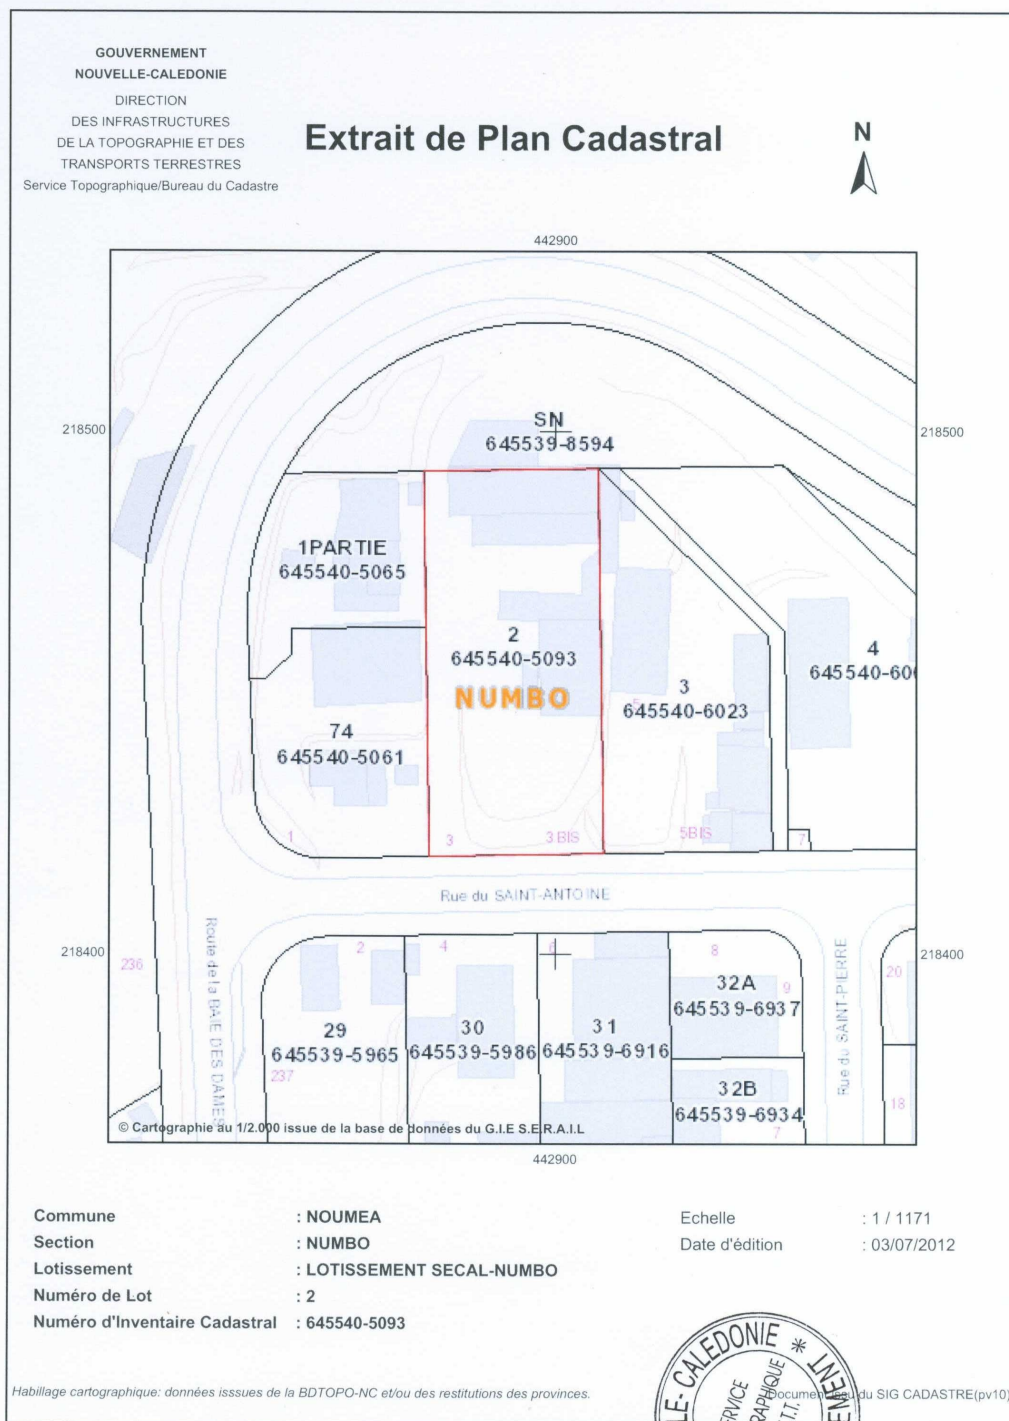 GOUVERNEMENT
NOUVELLE-CALEDONIE
DIRECTION
DES INFRASTRUCTURES
DE LA TOPOGRAPHIE ET DES
TRANSPORTS TERRESTRES
Service Topographique/Bureau du Cadastre
Extrait de Plan Cadastral
N
442900
218500
218500
SN
645539-8594
1PARTIE
645540-5065
2
645540-5093
NUMBO
3
645540-6023
5
4
645540-600
74
645540-5061
1
3
3 BIS
5BIS
7
Rue du SAINT-ANTOINE
218400
218400
236
Route de la BAIE DES DAMES
2
4
6
8
9
20
29
645539-5965
237
30
645539-5986
31
645539-6916
32A
645539-6937
32B
645539-6934
7
Rue du SAINT-PIERRE
18
© Cartographie au 1/2.000 issue de la base de données du G.I.E S.E.R.A.I.L
442900
Commune : NOUMEA
Section : NUMBO
Lotissement : LOTISSEMENT SECAL-NUMBO
Numéro de Lot : 2
Numéro d'Inventaire Cadastral : 645540-5093
Echelle : 1 / 1171
Date d'édition : 03/07/2012
Habillage cartographique: données isssues de la BDTOPO-NC et/ou des restitutions des provinces.
Document issu du SIG CADASTRE(pv10)
LE-CALEDONIE *